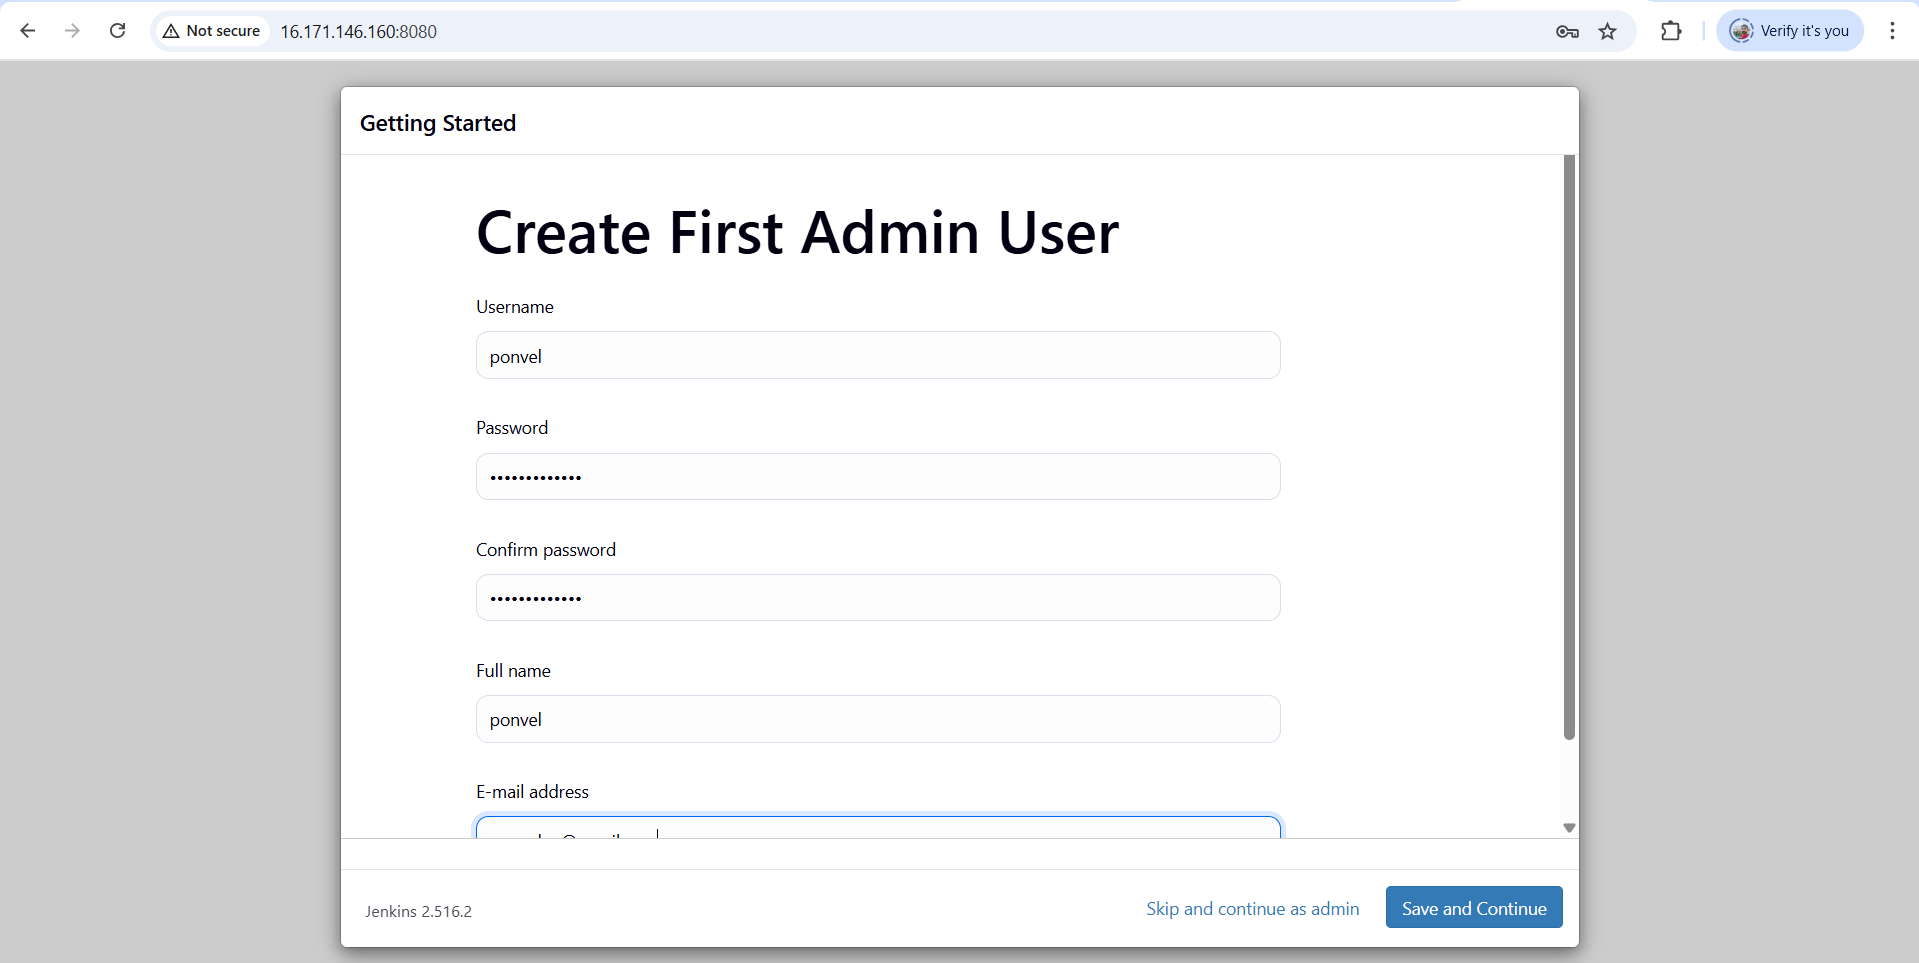 Not secure 16.171.146.160:8080 Verify it's you
Getting Started
Create First Admin User
Username
ponvel
Password
•••••••••••••
Confirm password
•••••••••••••
Full name
ponvel
E-mail address
Jenkins 2.516.2 Skip and continue as admin Save and Continue